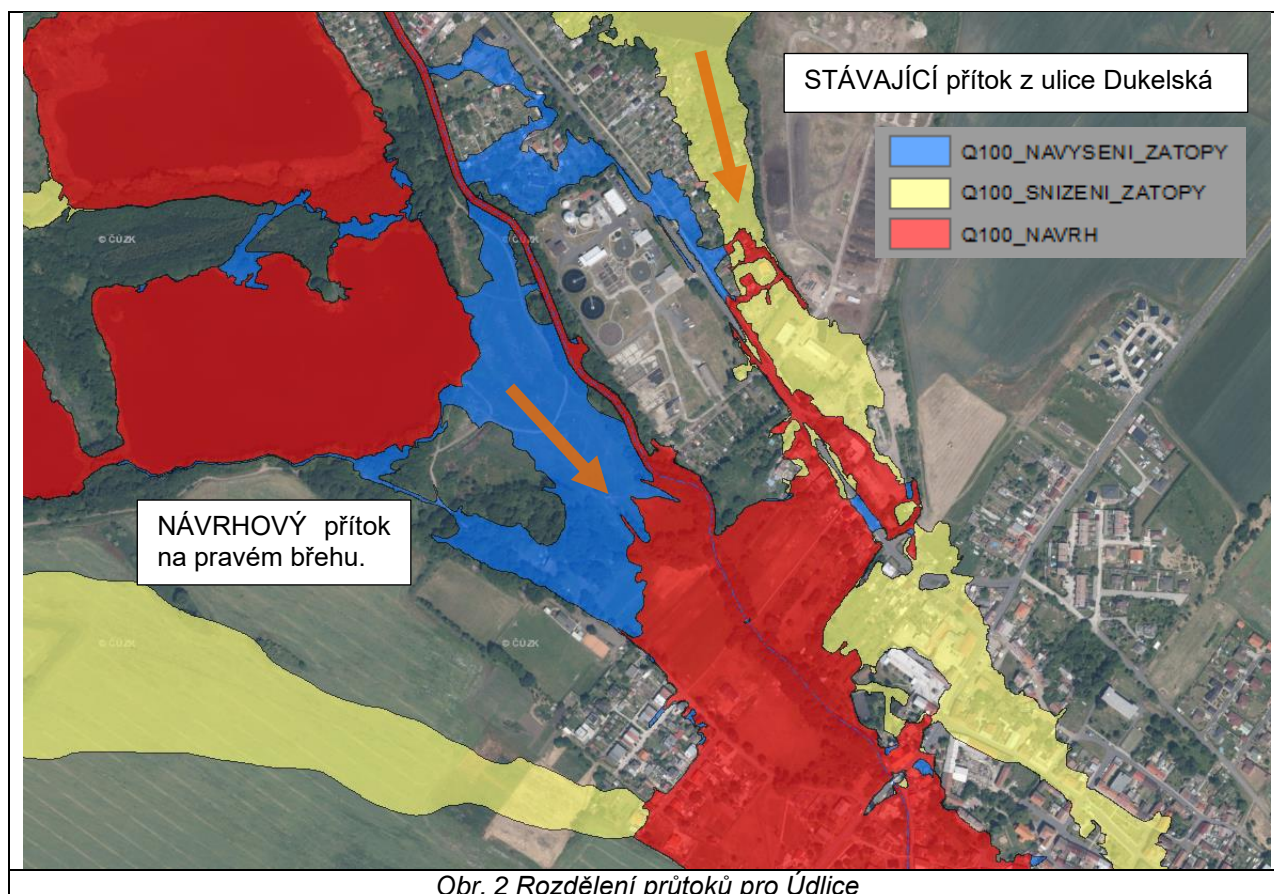 STÁVAJÍCÍ přítok z ulice Dukelská
Q100_NAVYSENI_ZATOPY
Q100_SNIZENI_ZATOPY
Q100_NAVRH
© ČÚZK
© ČÚZK
NÁVRHOVÝ přítok
na pravém břehu.
© ČÚZK
© ČÚZK
Obr. 2 Rozdělení průtoků pro Údlice